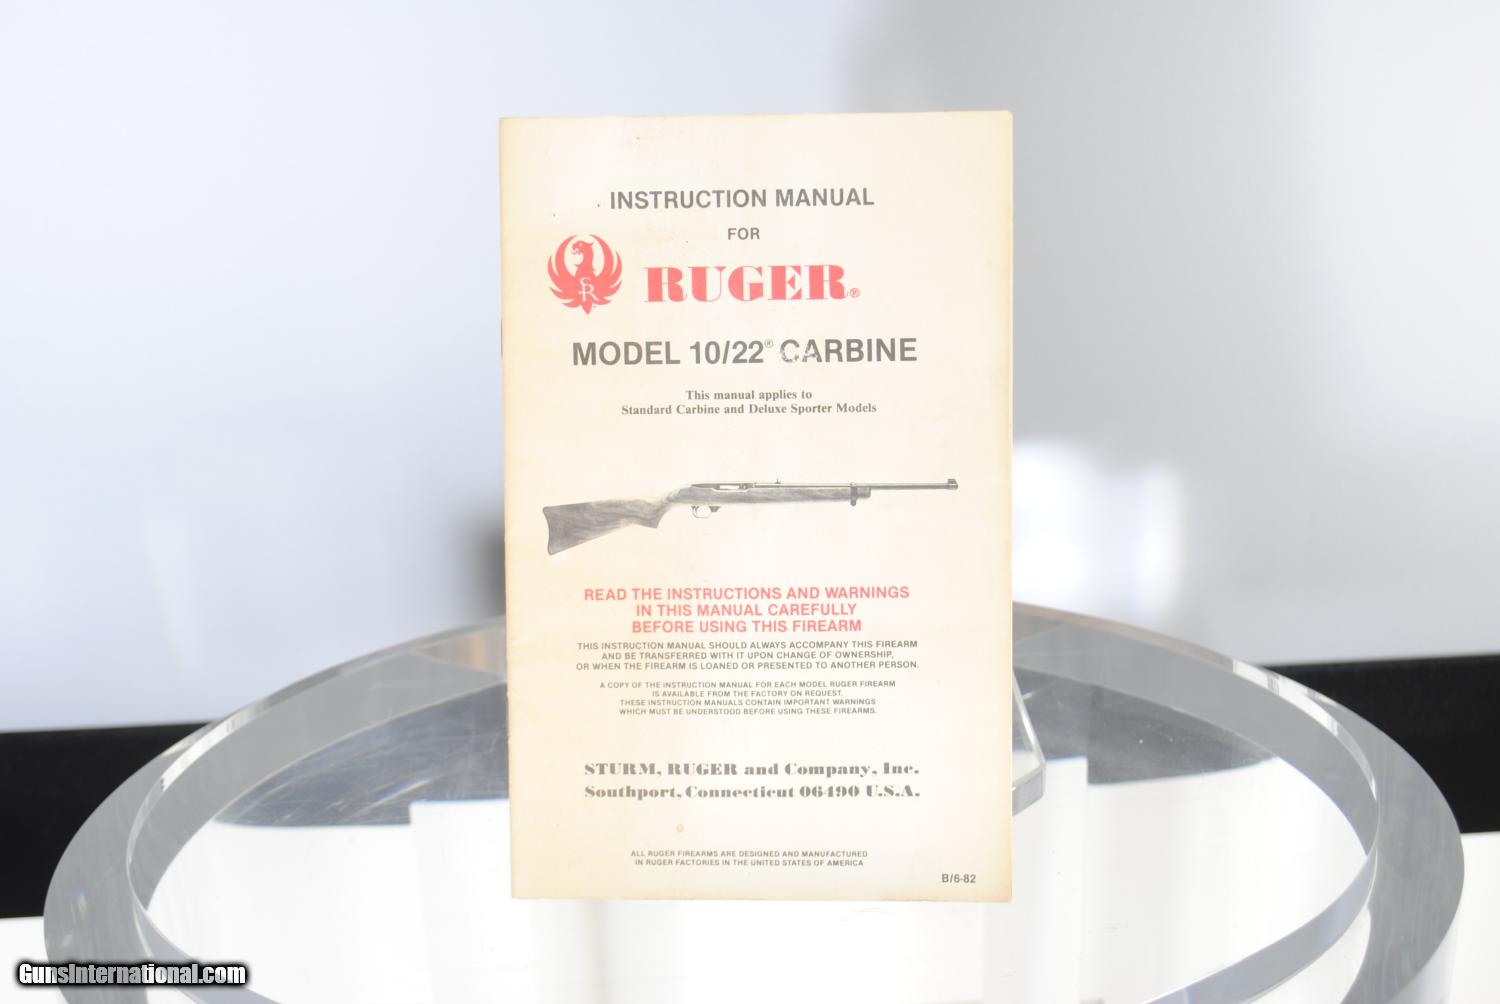 INSTRUCTION MANUAL
FOR
SR
RUGER®
MODEL 10/22® CARBINE
This manual applies to
Standard Carbine and Deluxe Sporter Models
READ THE INSTRUCTIONS AND WARNINGS
IN THIS MANUAL CAREFULLY
BEFORE USING THIS FIREARM
THIS INSTRUCTION MANUAL SHOULD ALWAYS ACCOMPANY THIS FIREARM
AND BE TRANSFERRED WITH IT UPON CHANGE OF OWNERSHIP,
OR WHEN THE FIREARM IS LOANED OR PRESENTED TO ANOTHER PERSON.
A COPY OF THE INSTRUCTION MANUAL FOR EACH MODEL RUGER FIREARM
IS AVAILABLE FROM THE FACTORY ON REQUEST.
THESE INSTRUCTION MANUALS CONTAIN IMPORTANT WARNINGS
WHICH MUST BE UNDERSTOOD BEFORE USING THESE FIREARMS.
STURM, RUGER and Company, Inc.
Southport, Connecticut 06490 U.S.A.
ALL RUGER FIREARMS ARE DESIGNED AND MANUFACTURED
IN RUGER FACTORIES IN THE UNITED STATES OF AMERICA
B/6-82
GunsInternational.com